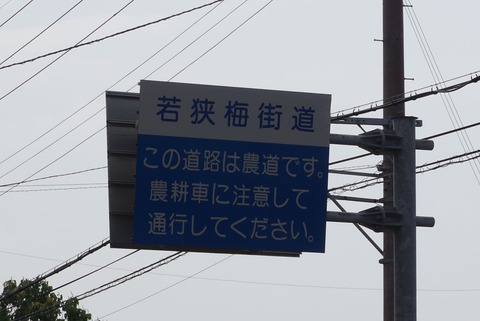 若狭梅街道
この道路は農道です。
農耕車に注意して
通行してください。